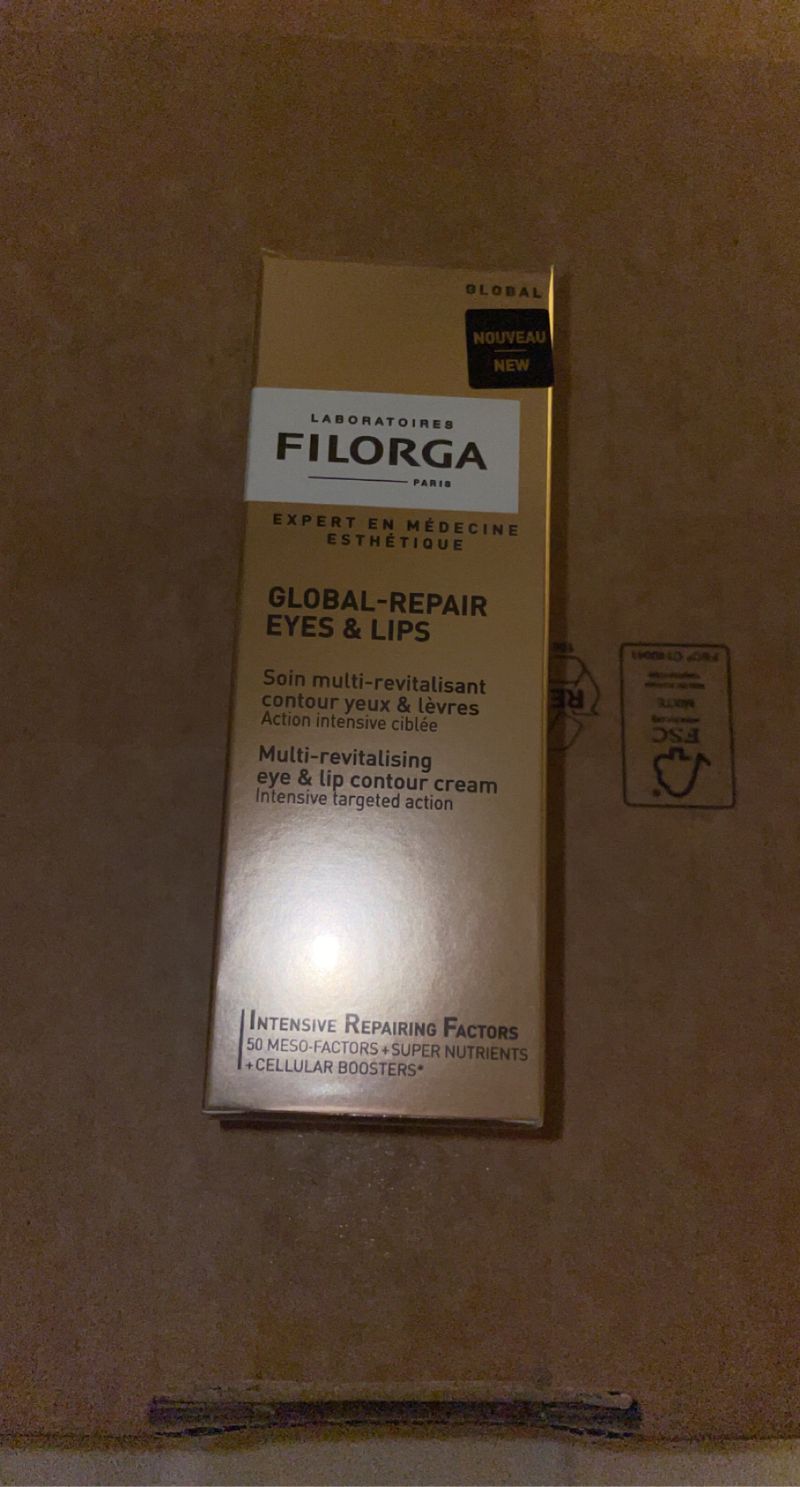 GLOBAL
NOUVEAU
NEW
LABORATOIRES
FILORGA
PARIS
EXPERT EN MÉDECINE
ESTHÉTIQUE
GLOBAL-REPAIR
EYES & LIPS
Soin multi-revitalisant
contour yeux & lèvres
Action intensive ciblée
Multi-revitalising
eye & lip contour cream
Intensive targeted action
INTENSIVE REPAIRING FACTORS
50 MESO-FACTORS+SUPER NUTRIENTS
+CELLULAR BOOSTERS*
RE
FSC
MIXTE